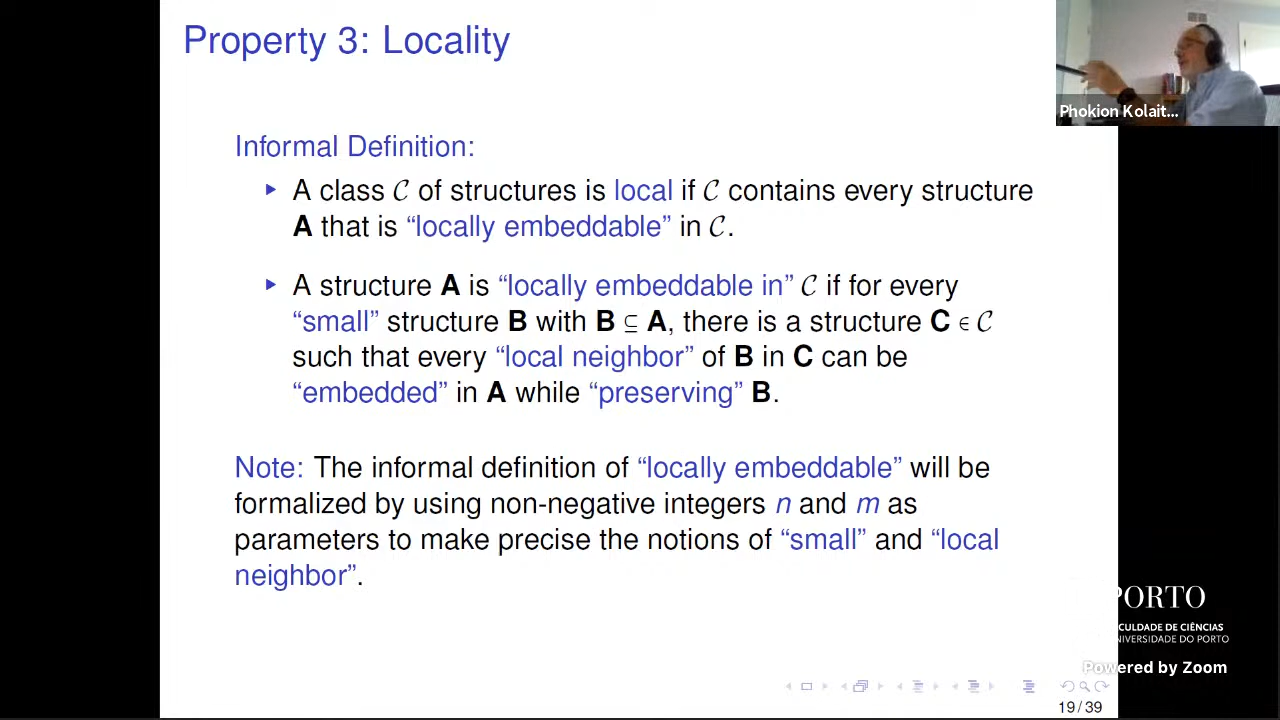 Property 3: Locality
Phokion Kolait...
Informal Definition:
A class 𝒞 of structures is local if 𝒞 contains every structure
A that is “locally embeddable” in 𝒞.
A structure A is “locally embeddable in” 𝒞 if for every
“small” structure B with B ⊆ A, there is a structure C ∈ 𝒞
such that every “local neighbor” of B in C can be
“embedded” in A while “preserving” B.
Note: The informal definition of “locally embeddable” will be
formalized by using non-negative integers n and m as
parameters to make precise the notions of “small” and “local
neighbor”.
PORTO
CULDADE DE CIÊNCIAS
NIVERSIDADE DO PORTO
Powered by Zoom
19/39